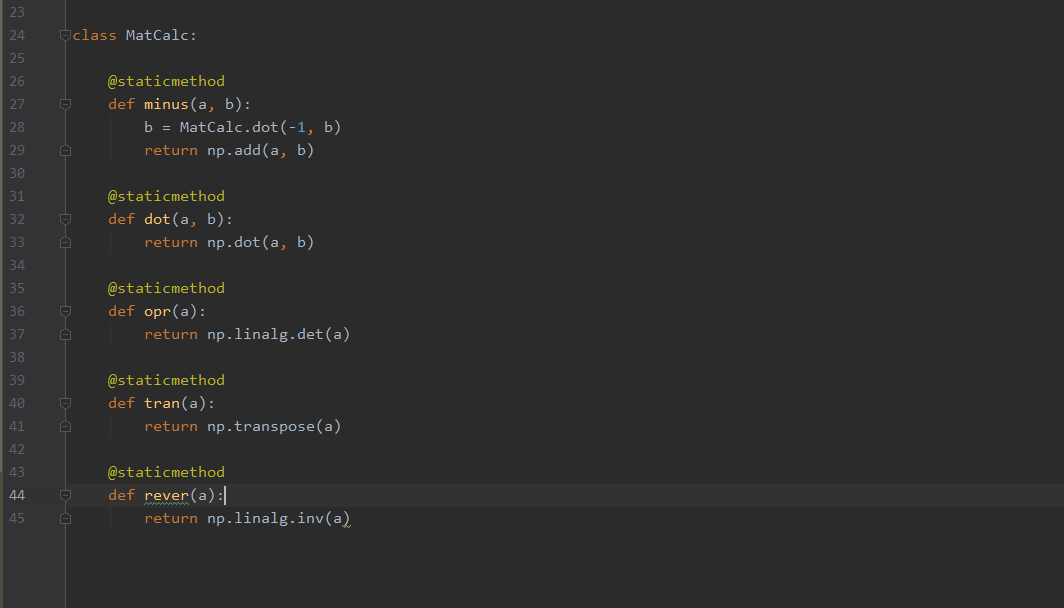 23
24 class MatCalc:
25
26 @staticmethod
27 def minus(a, b):
28 b = MatCalc.dot(-1, b)
29 return np.add(a, b)
30
31 @staticmethod
32 def dot(a, b):
33 return np.dot(a, b)
34
35 @staticmethod
36 def opr(a):
37 return np.linalg.det(a)
38
39 @staticmethod
40 def tran(a):
41 return np.transpose(a)
42
43 @staticmethod
44 def rever(a):
45 return np.linalg.inv(a)